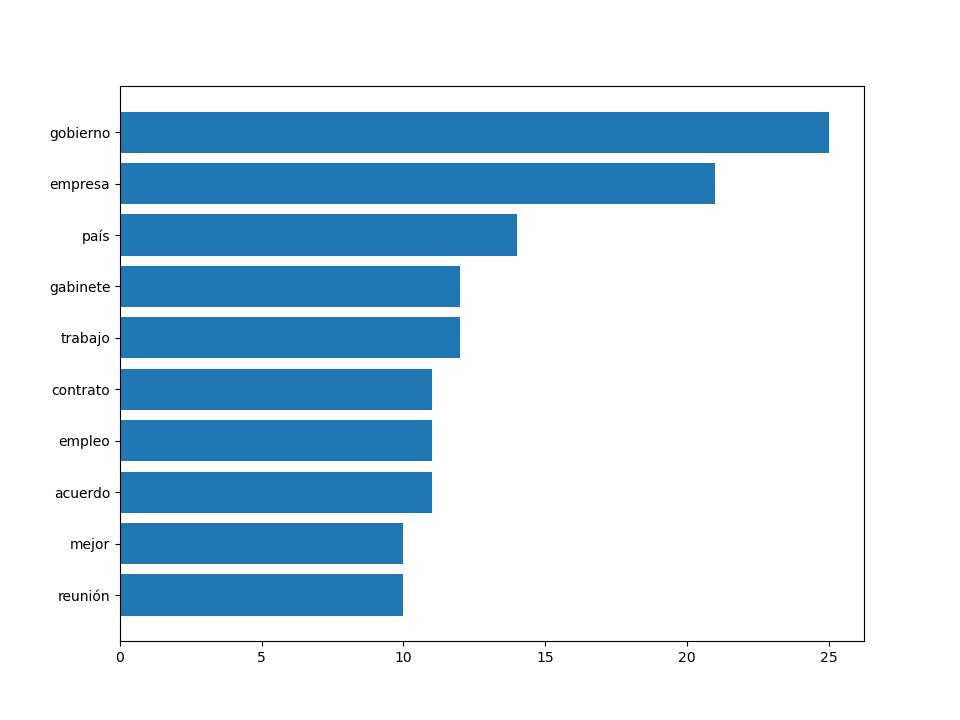 gobierno
empresa
país
gabinete
trabajo
contrato
empleo
acuerdo
mejor
reunión
0 5 10 15 20 25